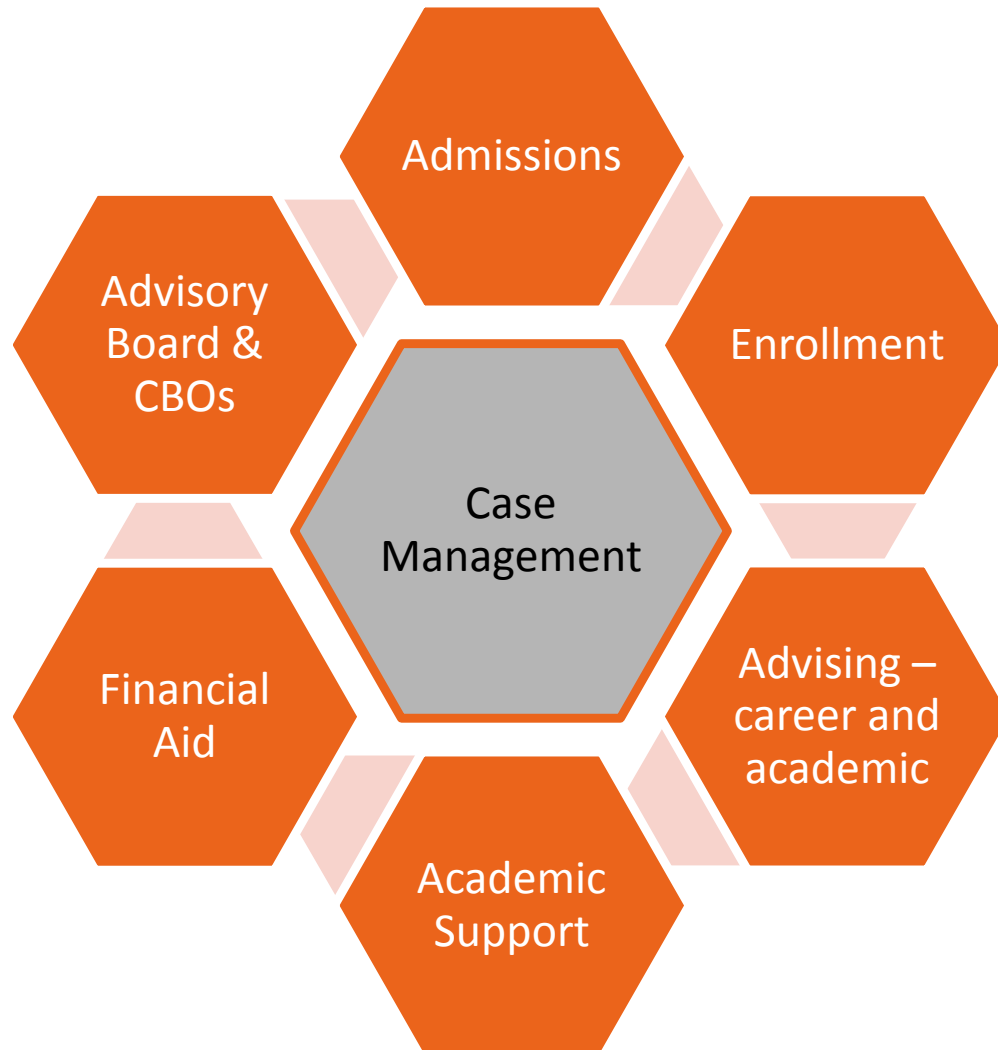 Admissions
Enrollment
Advising –
career and
academic
Academic
Support
Financial
Aid
Advisory
Board &
CBOs
Case
Management